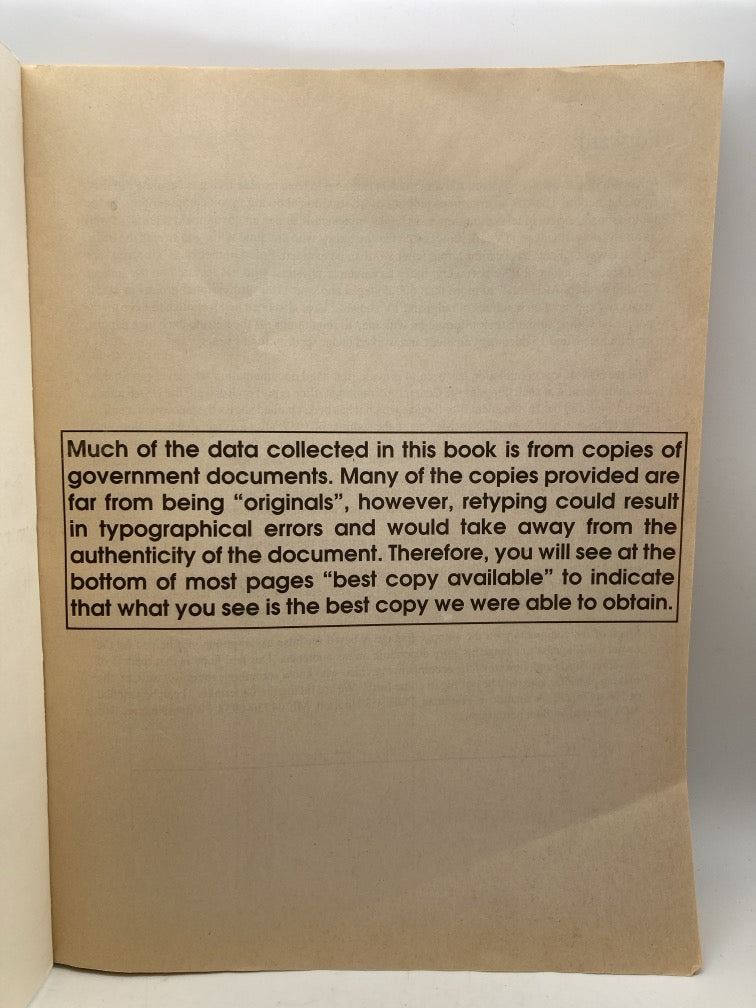 Much of the data collected in this book is from copies of
government documents. Many of the copies provided are
far from being “originals”, however, retyping could result
in typographical errors and would take away from the
authenticity of the document. Therefore, you will see at the
bottom of most pages “best copy available” to indicate
that what you see is the best copy we were able to obtain.